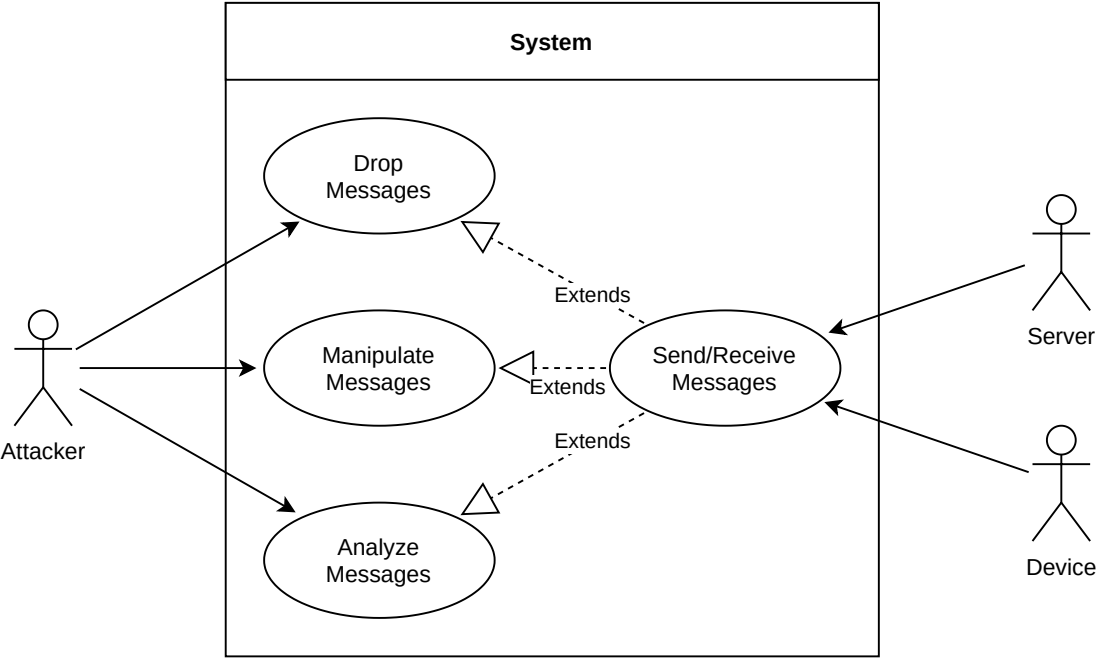 System
Drop
Messages
Extends
Manipulate
Messages
Extends
Send/Receive
Messages
Extends
Analyze
Messages
Attacker
Server
Device